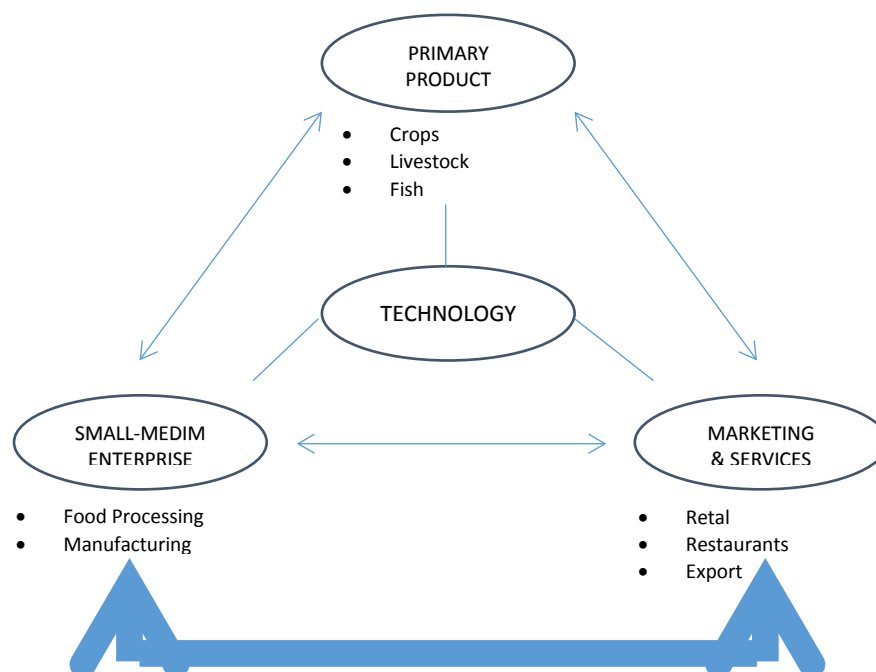 PRIMARY
PRODUCT
• Crops
• Livestock
• Fish
TECHNOLOGY
SMALL-MEDIM
ENTERPRISE
MARKETING
& SERVICES
• Food Processing
• Manufacturing
• Retal
• Restaurants
• Export